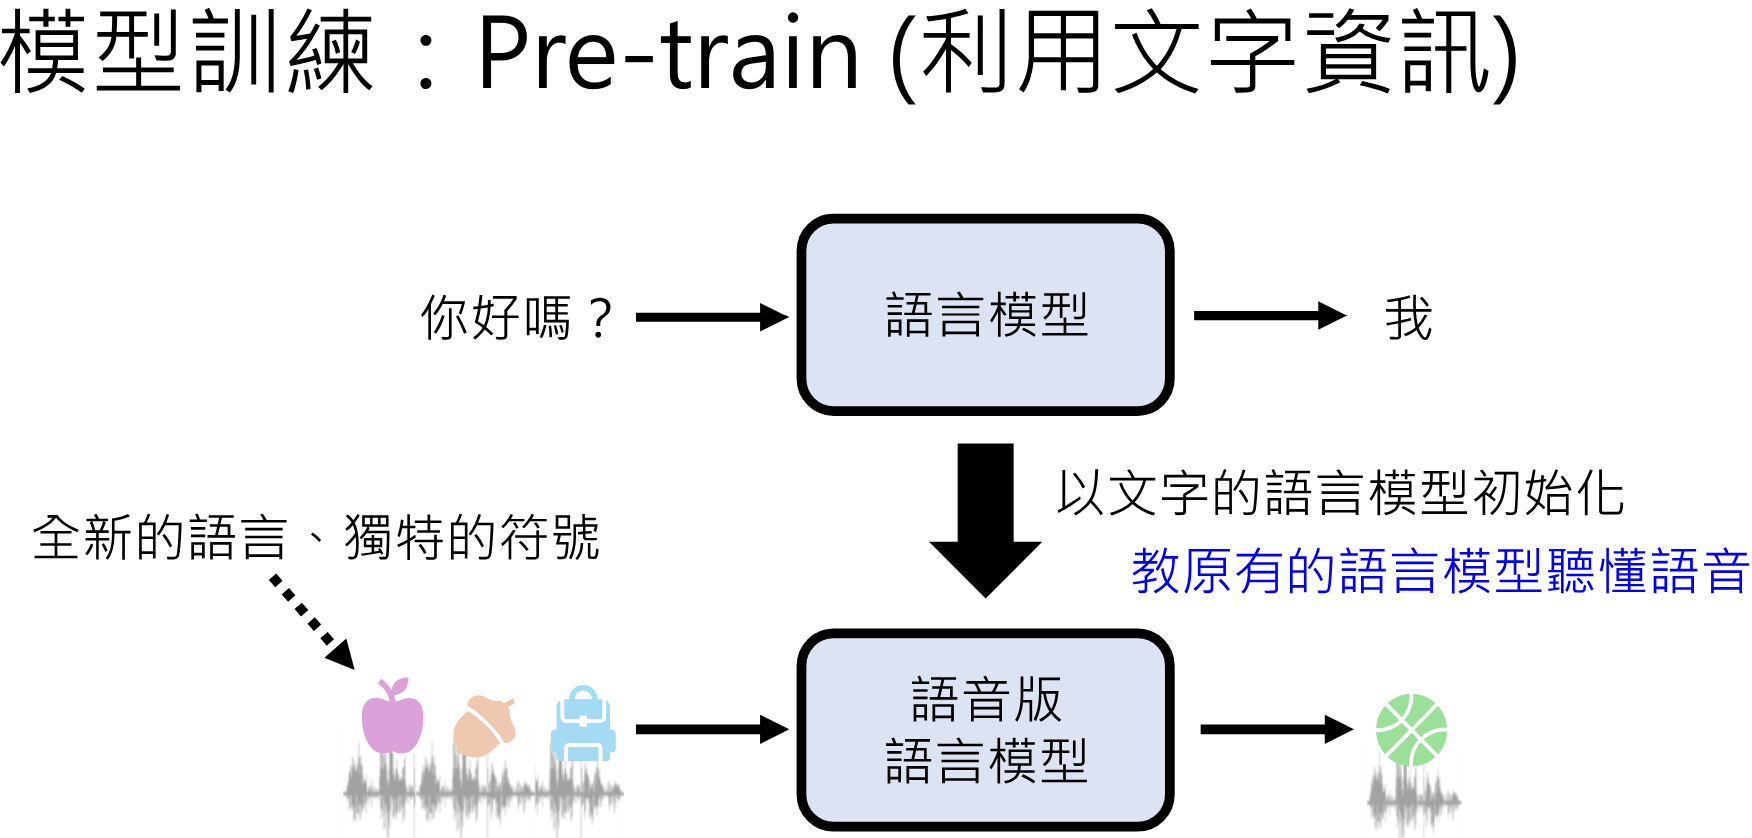 模型訓練：Pre-train (利用文字資訊)
你好嗎？
語言模型
我
以文字的語言模型初始化
教原有的語言模型聽懂語音
全新的語言、獨特的符號
語音版
語言模型